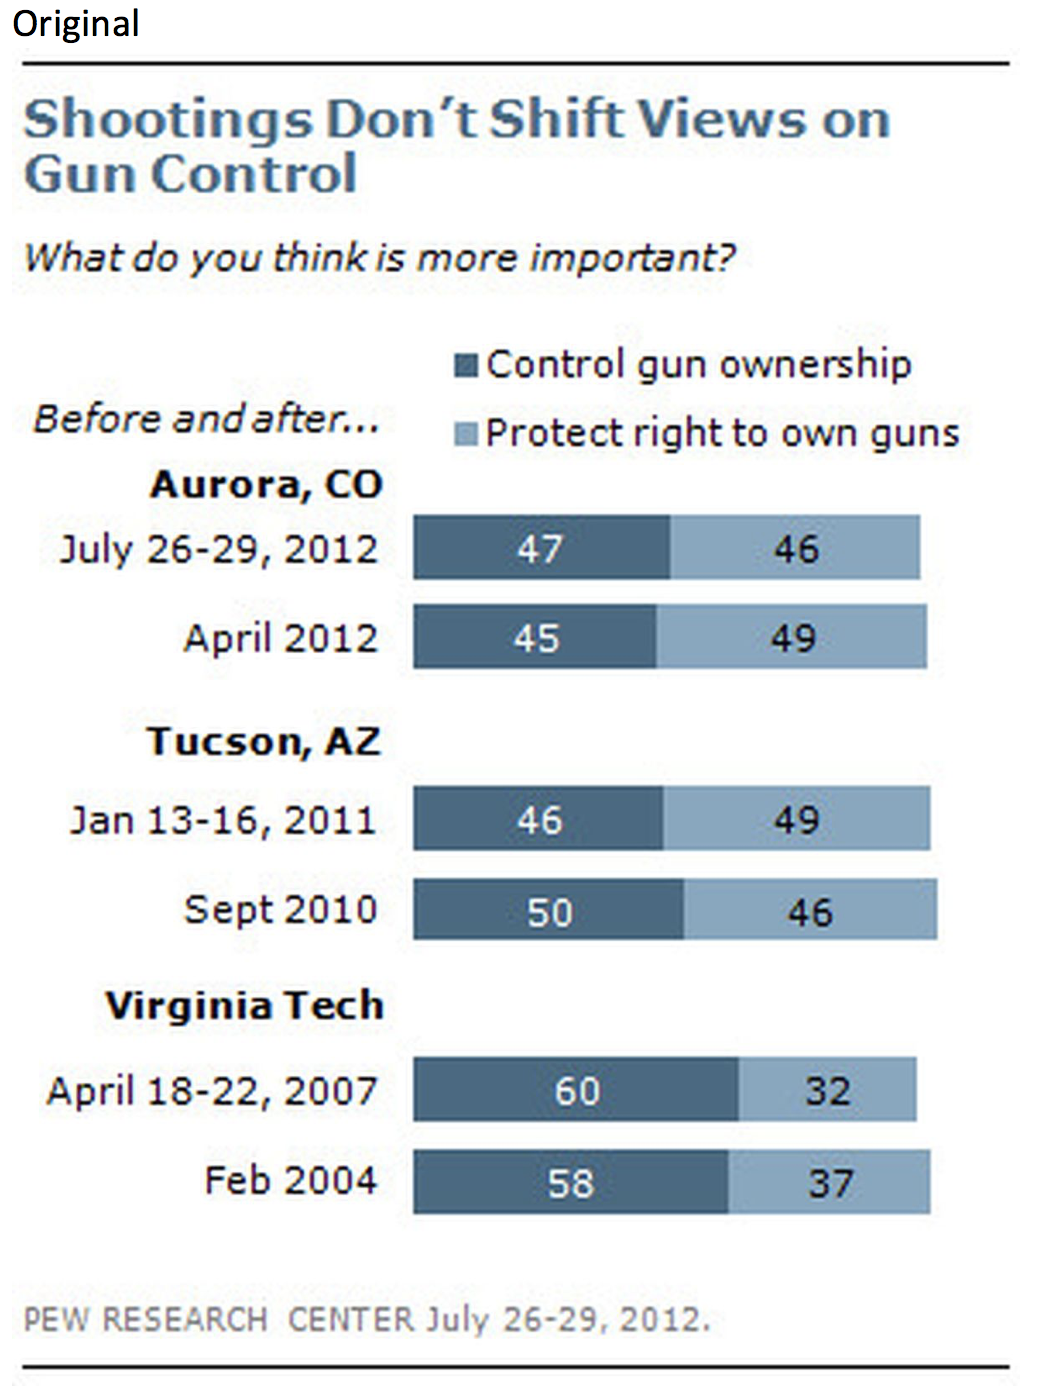 Original
Shootings Don't Shift Views on
Gun Control
What do you think is more important?
Control gun ownership
Before and after...
Protect right to own guns
Aurora, CO
July 26-29, 2012 47 46
April 2012 45 49
Tucson, AZ
Jan 13-16, 2011 46 49
Sept 2010 50 46
Virginia Tech
April 18-22, 2007 60 32
Feb 2004 58 37
PEW RESEARCH CENTER July 26-29, 2012.